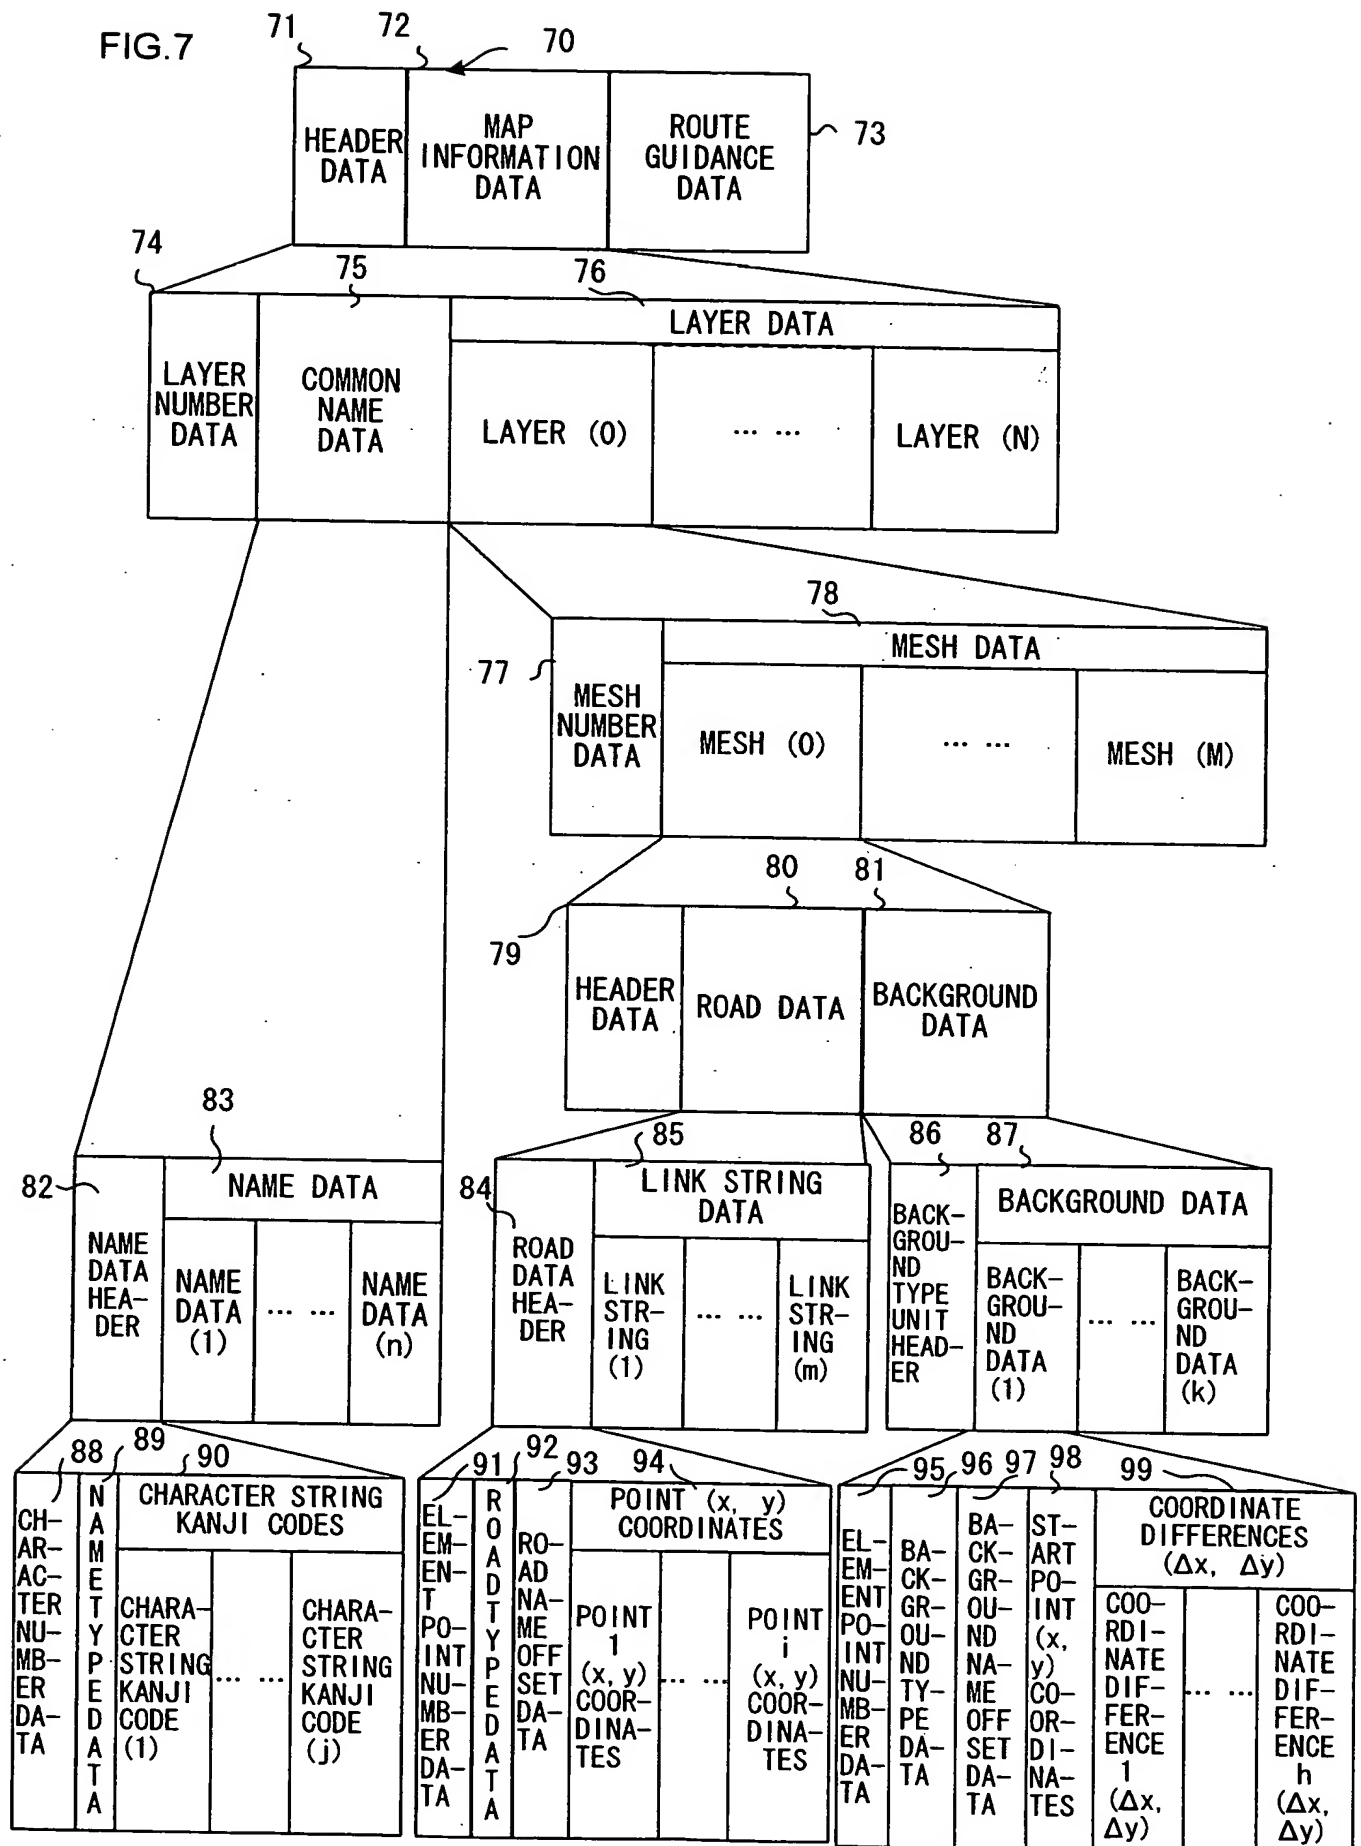 FIG.7
71
72
70
HEADER
DATA
MAP
INFORMATION
DATA
ROUTE
GUIDANCE
DATA
73
74
75
76
LAYER
NUMBER
DATA
COMMON
NAME
DATA
LAYER DATA
LAYER (0)
... ...
LAYER (N)
77
78
MESH
NUMBER
DATA
MESH DATA
MESH (0)
... ...
MESH (M)
79
80
81
HEADER
DATA
ROAD DATA
BACKGROUND
DATA
82
83
NAME
DATA
HEA-
DER
NAME DATA
NAME
DATA
(1)
... ...
NAME
DATA
(n)
84
85
ROAD
DATA
HEA-
DER
LINK STRING
DATA
LINK
STR-
ING
(1)
... ...
LINK
STR-
ING
(m)
86
87
BACK-
GROU-
ND
TYPE
UNIT
HEAD-
ER
BACKGROUND DATA
BACK-
GROU-
ND
DATA
(1)
... ...
BACK-
GROU-
ND
DATA
(k)
88
89
90
CH-
AR-
AC-
TER
NU-
MB-
ER
DA-
TA
N
A
M
E
T
Y
P
E
D
A
T
A
CHARACTER STRING
KANJI CODES
CHARA-
CTER
STRING
KANJI
CODE
(1)
... ...
CHARA-
CTER
STRING
KANJI
CODE
(j)
91
92
93
94
EL-
EM-
EN-
T
PO-
INT
NU-
MB-
ER
DA-
TA
R
O
A
D
T
Y
P
E
D
A
T
A
RO-
AD
NA-
ME
OFF
SET
DA-
TA
POINT (x, y)
COORDINATES
POINT
1
(x, y)
COOR-
DINA-
TES
... ...
POINT
i
(x, y)
COOR-
DINA-
TES
95
96
97
98
99
EL-
EM-
ENT
PO-
INT
NU-
MB-
ER
DA-
TA
BA-
CK-
GR-
OU-
ND
TY-
PE
DA-
TA
BA-
CK-
GR-
OU-
ND
NA-
ME
OFF
SET
DA-
TA
ST-
ART
PO-
INT
(x,
y)
CO-
OR-
DI-
NA-
TES
COORDINATE
DIFFERENCES
(Δx, Δy)
COO-
RDI-
NATE
DIF-
FER-
ENCE
1
(Δx,
Δy)
... ...
COO-
RDI-
NATE
DIF-
FER-
ENCE
h
(Δx,
Δy)